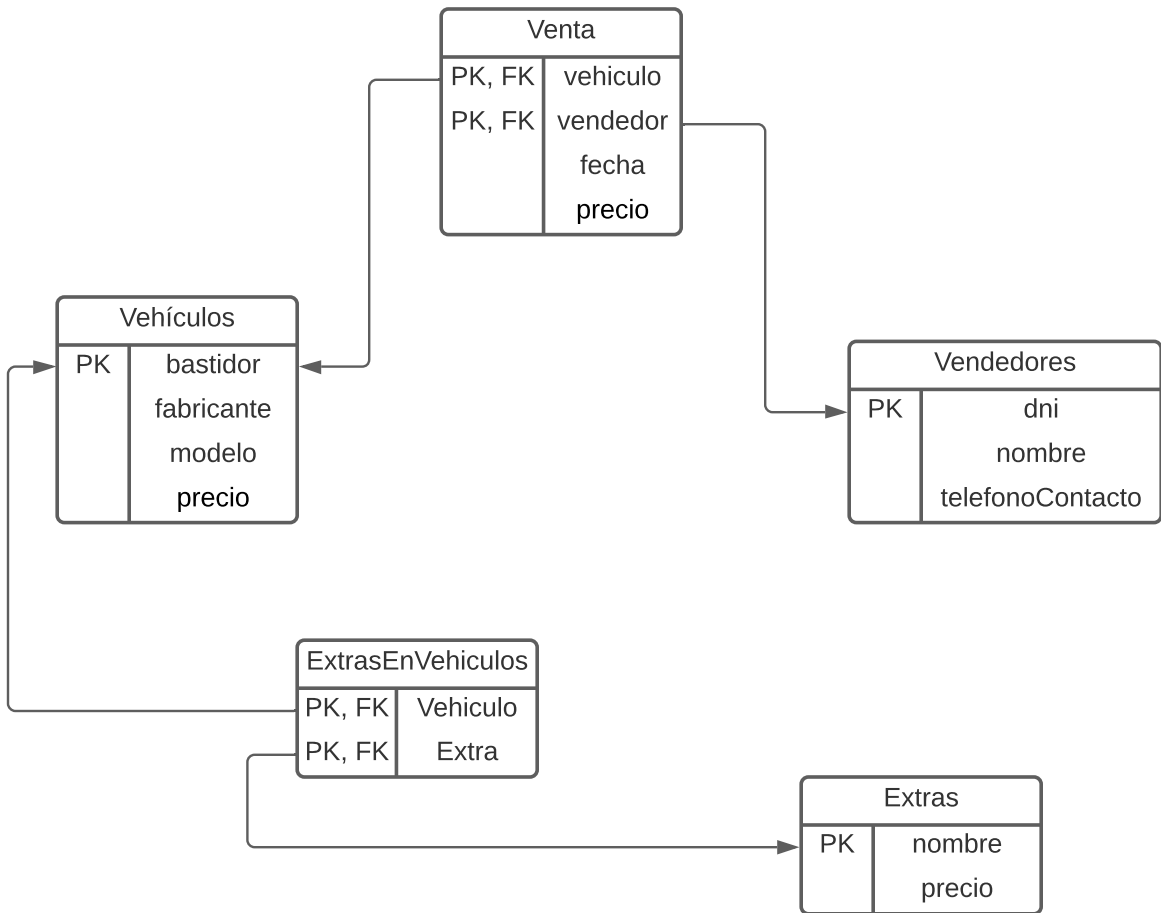 Venta
PK, FK vehiculo
PK, FK vendedor
fecha
precio
Vehículos
PK bastidor
fabricante
modelo
precio
Vendedores
PK dni
nombre
telefonoContacto
ExtrasEnVehiculos
PK, FK Vehiculo
PK, FK Extra
Extras
PK nombre
precio